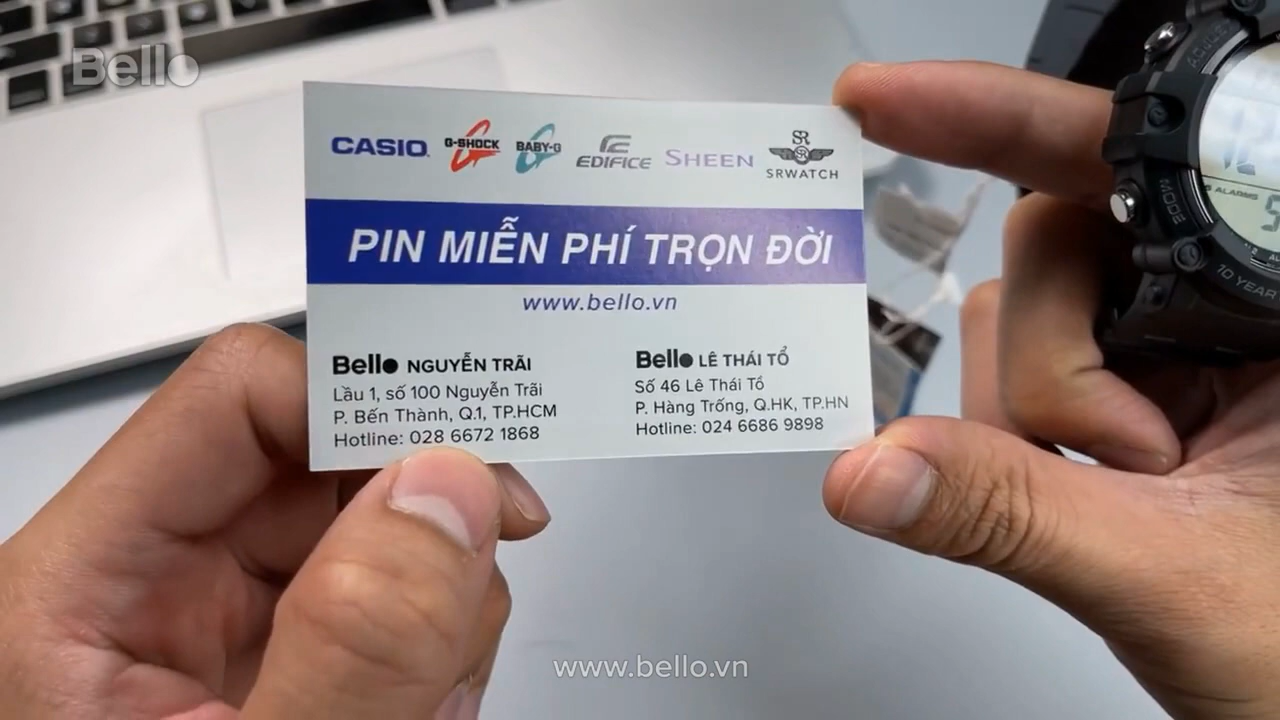 Bello
CASIO G-SHOCK BABY-G EDIFICE SHEEN SR SRWATCH
PIN MIỄN PHÍ TRỌN ĐỜI
www.bello.vn
Bello NGUYỄN TRÃI
Lầu 1, số 100 Nguyễn Trãi
P. Bến Thành, Q.1, TP.HCM
Hotline: 028 6672 1868
Bello LÊ THÁI TỔ
Số 46 Lê Thái Tổ
P. Hàng Trống, Q.HK, TP.HN
Hotline: 024 6686 9898
ALARMS
200M
10 YEAR
www.bello.vn